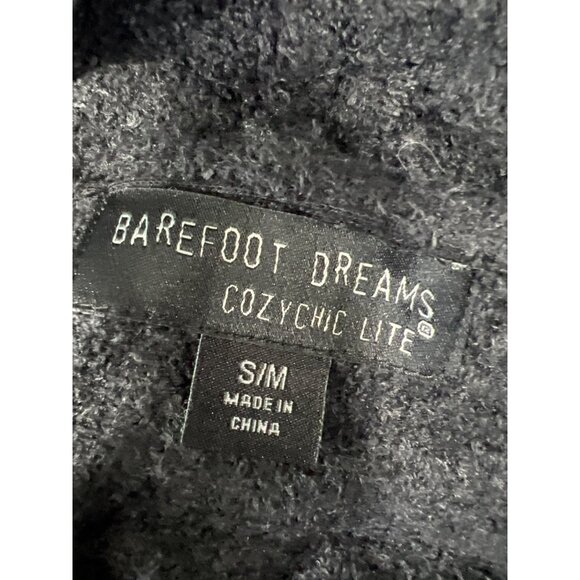 BAREFOOT DREAMS
COZYCHIC LITE®
S/M
MADE IN
CHINA